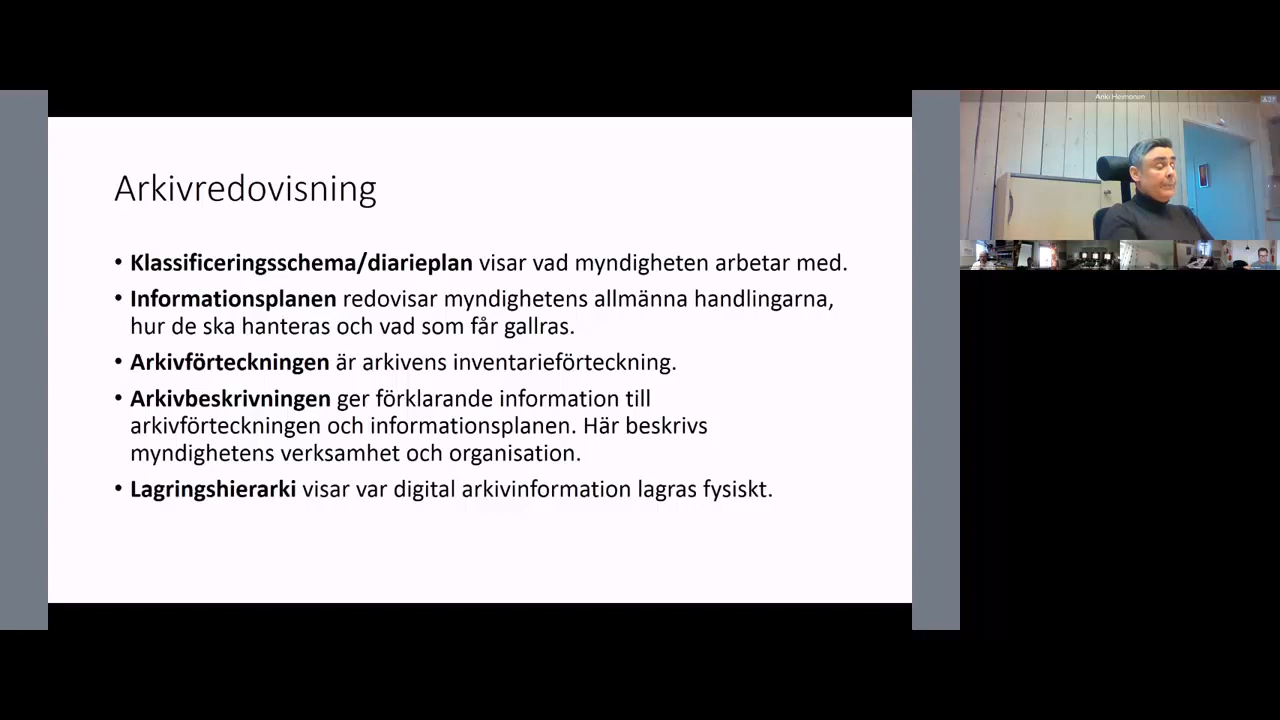 Arkivredovisning
• Klassificeringsschema/diarieplan visar vad myndigheten arbetar med.
• Informationsplanen redovisar myndighetens allmänna handlingarna,
hur de ska hanteras och vad som får gallras.
• Arkivförteckningen är arkivens inventarieförteckning.
• Arkivbeskrivningen ger förklarande information till
arkivförteckningen och informationsplanen. Här beskrivs
myndighetens verksamhet och organisation.
• Lagringshierarki visar var digital arkivinformation lagras fysiskt.
Anki Heimonen